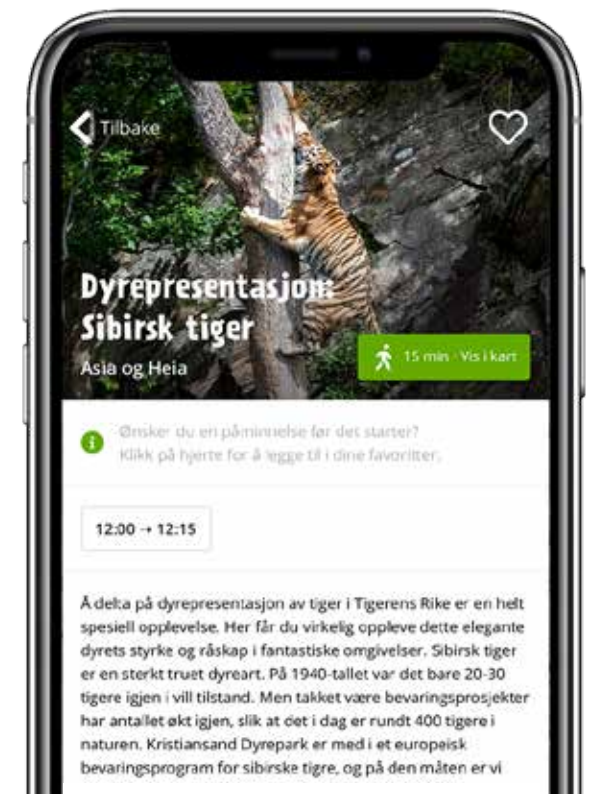 Tilbake
Dyrepresentasjon:
Sibirsk tiger
Asia og Heia
15 min · Vis i kart
Ønsker du en påminnelse før det starter?
Klikk på hjerte for å legge til i dine favoritter.
12:00 → 12:15
Å delta på dyrepresentasjon av tiger i Tigerens Rike er en helt
spesiell opplevelse. Her får du virkelig oppleve dette elegante
dyrets styrke og råskap i fantastiske omgivelser. Sibirsk tiger
er en sterkt truet dyreart. På 1940-tallet var det bare 20-30
tigere igjen i vill tilstand. Men takket være bevaringsprosjekter
har antallet økt igjen, slik at det i dag er rundt 400 tigere i
naturen. Kristiansand Dyrepark er med i et europeisk
bevaringsprogram for sibirske tigre, og på den måten er vi